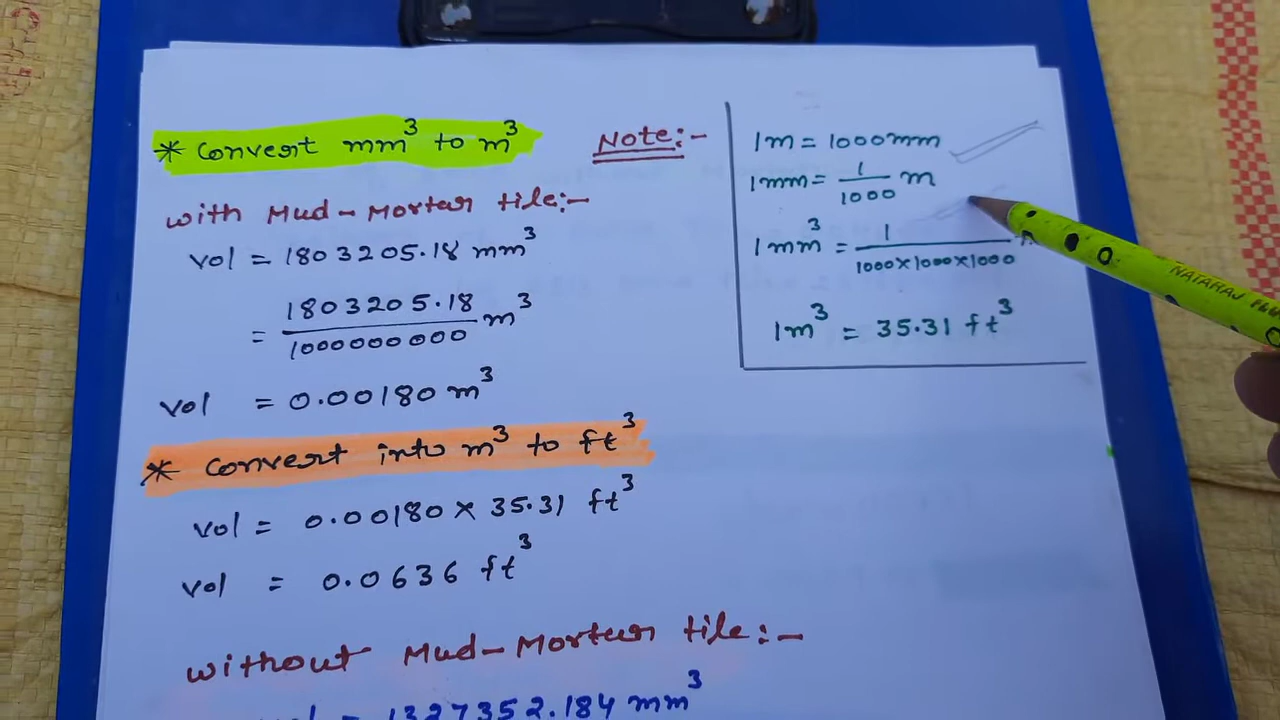 * Convert mm³ to m³
Note:-
1m = 1000mm
1mm = 1/1000 m
1mm³ = 1/1000×1000×1000
1m³ = 35.31 ft³
with Mud-Mortar tile:-
vol = 1803205.18 mm³
= 1803205.18/1000000000 m³
vol = 0.00180 m³
* Convert into m³ to ft³
vol = 0.00180 × 35.31 ft³
vol = 0.0636 ft³
without Mud-Mortar tile:-
= 1327352.184 mm³
NATARAJ